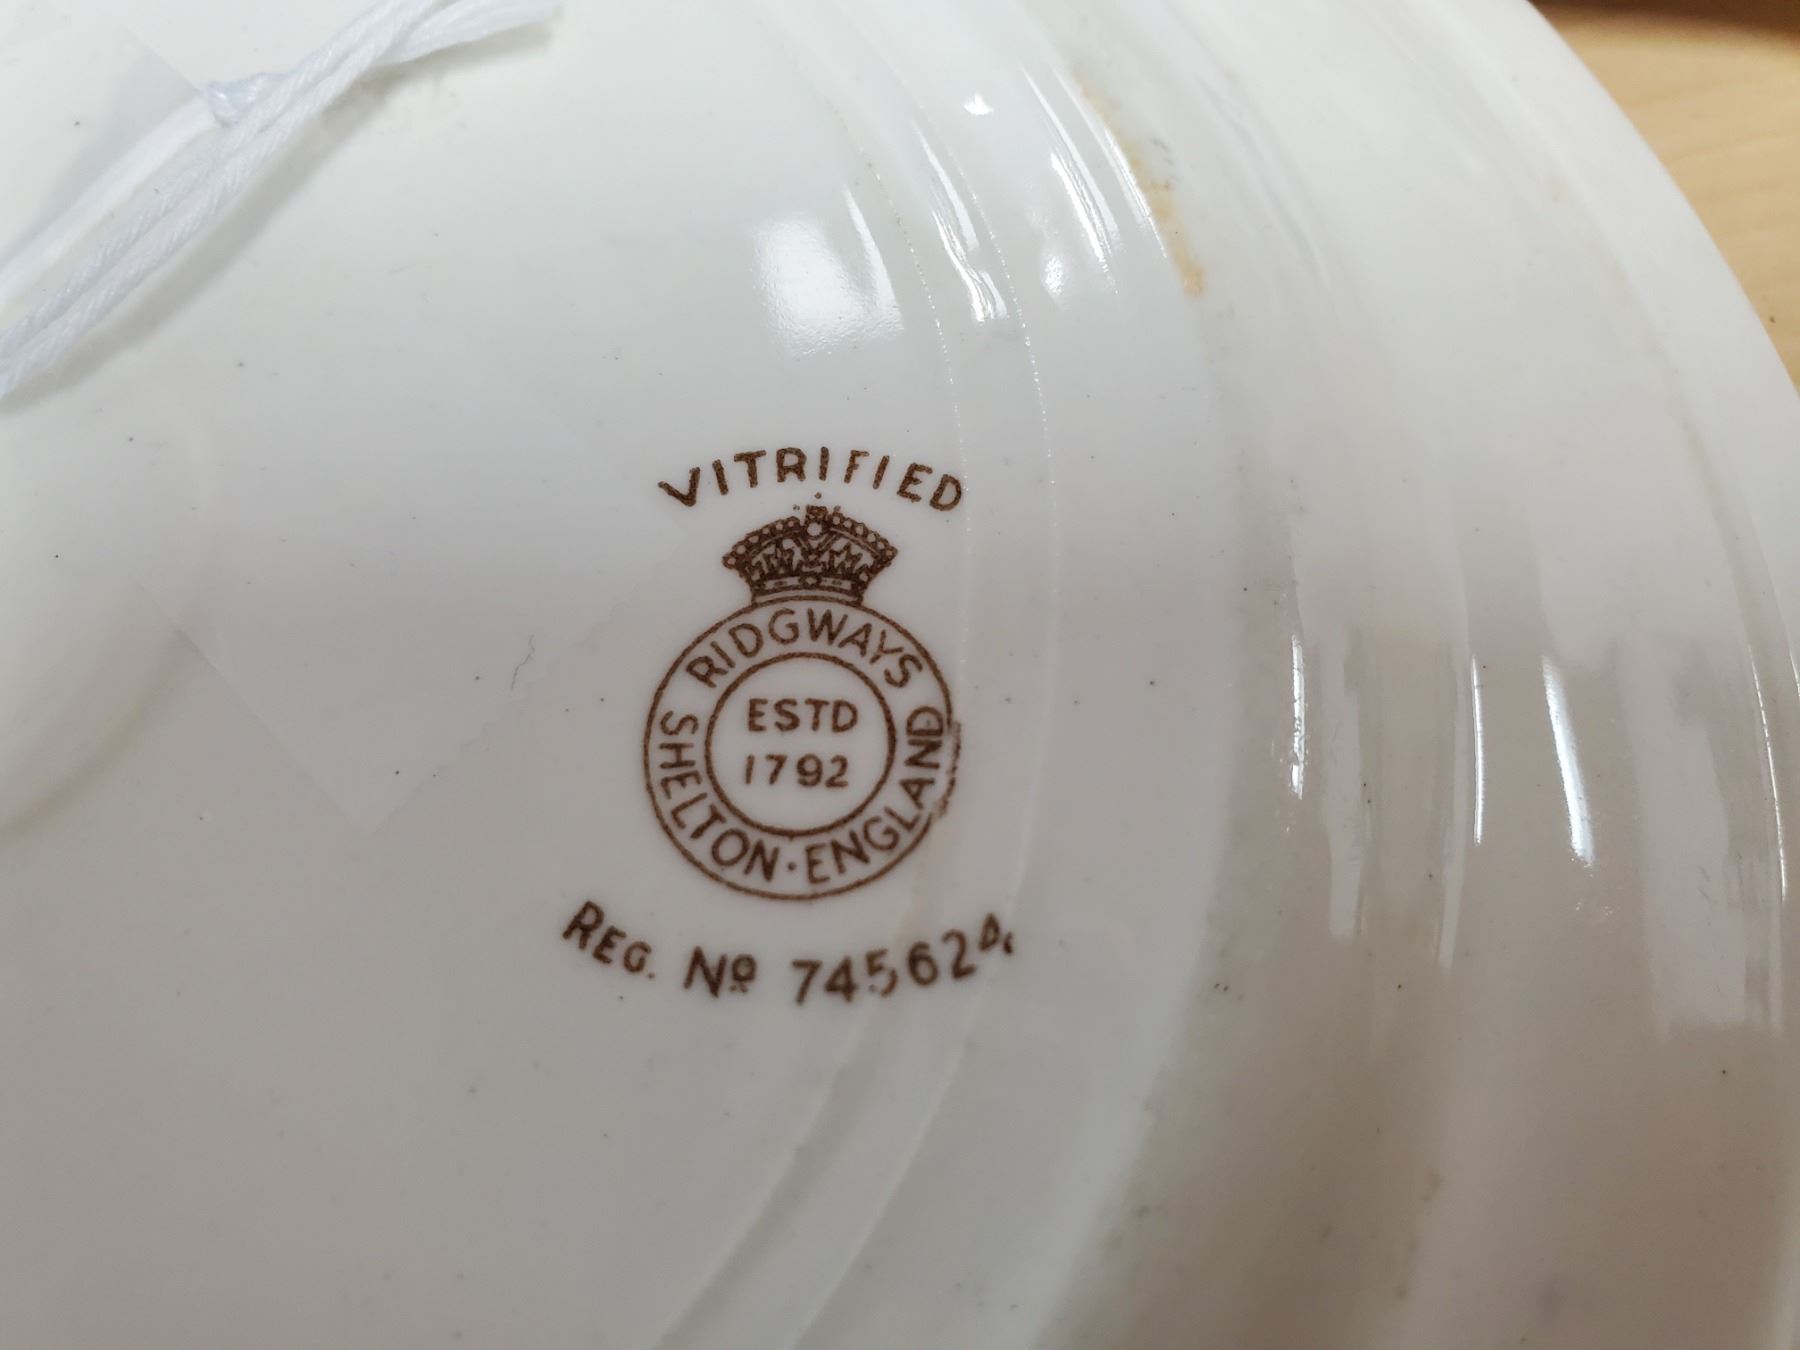 VITRIFIED
RIDGWAYS
ESTD
1792
SHELTON · ENGLAND
REG. Nº 745624